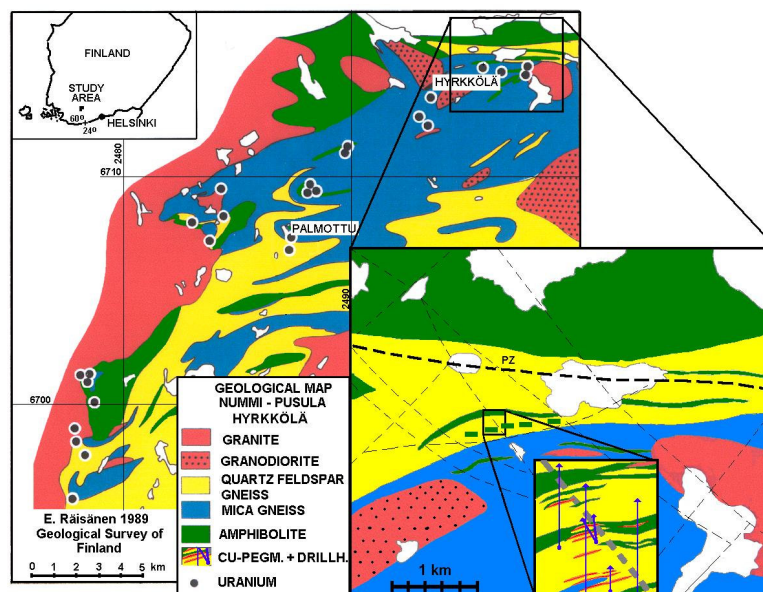 FINLAND
STUDY
AREA
60º
24º
HELSINKI
HYRKKÖLÄ
2480
6710
PALMOTTU
2490
6700
PZ
GEOLOGICAL MAP
NUMMI - PUSULA
HYRKKÖLÄ
GRANITE
GRANODIORITE
QUARTZ FELDSPAR
GNEISS
MICA GNEISS
AMPHIBOLITE
CU-PEGM. + DRILLH.
URANIUM
E. Räisänen 1989
Geological Survey of
Finland
0 1 2 3 4 5 km
1 km